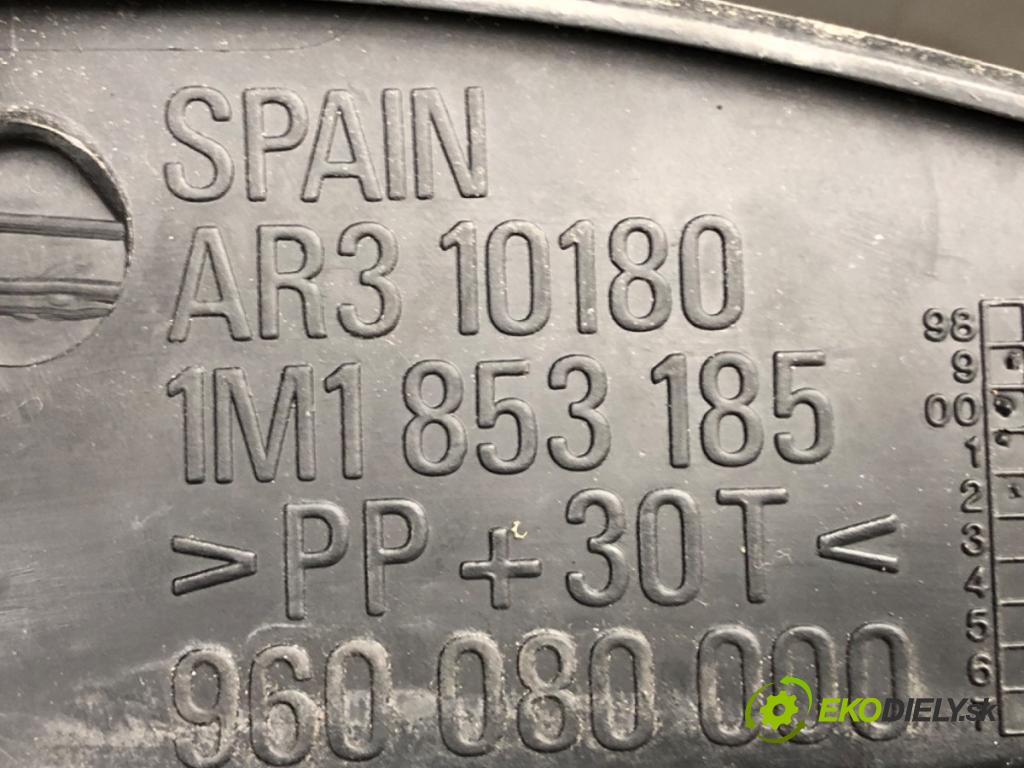 SPAIN
AR3 10180
1M1 853 185
>PP+30T<
960 080 000
98
9
00
1
2
3
4
5
6
EKODIELY.sk